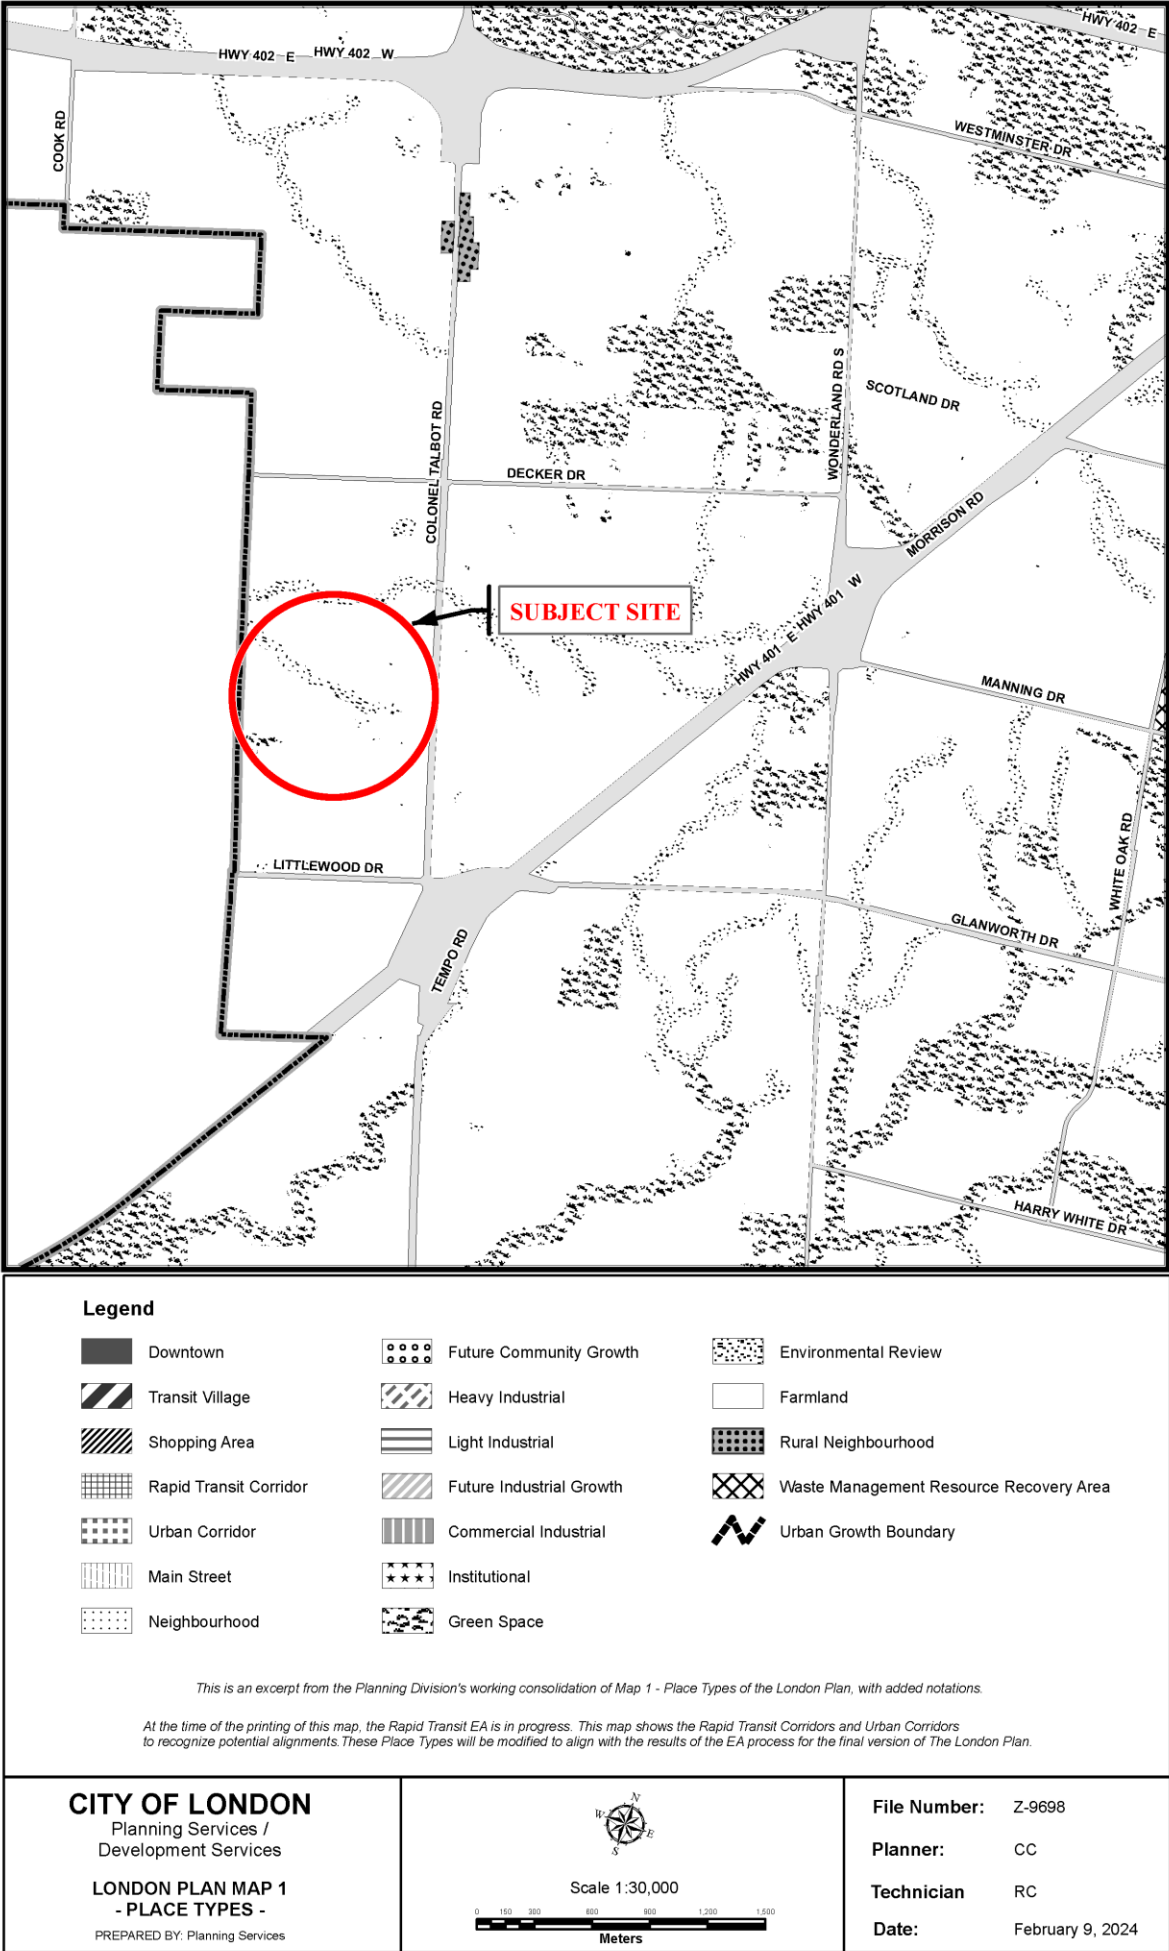 HWY 402 E
HWY 402 E
HWY 402 W
COOK RD
WESTMINSTER DR
COLONEL TALBOT RD
WONDERLAND RD S
SCOTLAND DR
DECKER DR
MORRISON RD
SUBJECT SITE
HWY 401 E
HWY 401 W
MANNING DR
WHITE OAK RD
LITTLEWOOD DR
TEMPO RD
GLANWORTH DR
HARRY WHITE DR
Legend
Downtown
Transit Village
Shopping Area
Rapid Transit Corridor
Urban Corridor
Main Street
Neighbourhood
Future Community Growth
Heavy Industrial
Light Industrial
Future Industrial Growth
Commercial Industrial
Institutional
Green Space
Environmental Review
Farmland
Rural Neighbourhood
Waste Management Resource Recovery Area
Urban Growth Boundary
This is an excerpt from the Planning Division's working consolidation of Map 1 - Place Types of the London Plan, with added notations.
At the time of the printing of this map, the Rapid Transit EA is in progress. This map shows the Rapid Transit Corridors and Urban Corridors
to recognize potential alignments. These Place Types will be modified to align with the results of the EA process for the final version of The London Plan.
CITY OF LONDON
Planning Services /
Development Services
LONDON PLAN MAP 1
- PLACE TYPES -
PREPARED BY: Planning Services
N
W
E
S
Scale 1:30,000
0 150 300 600 900 1,200 1,500
Meters
File Number: Z-9698
Planner: CC
Technician RC
Date: February 9, 2024